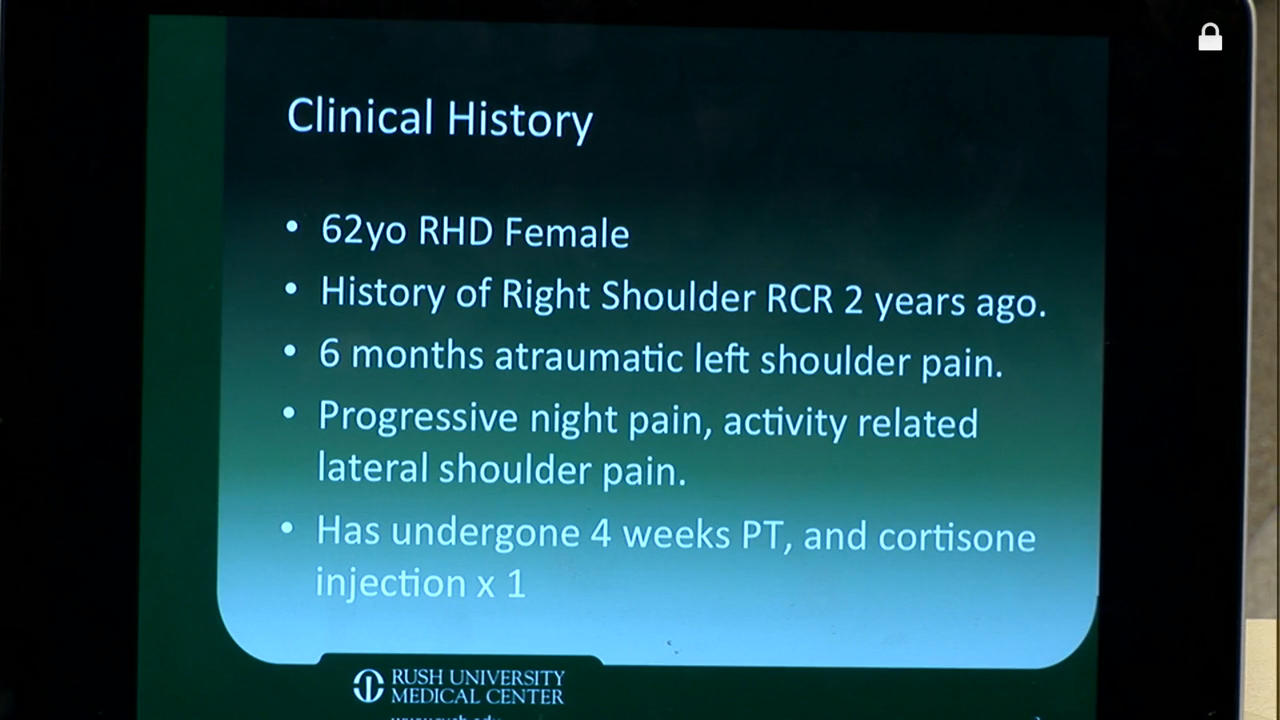 Clinical History
• 62yo RHD Female
• History of Right Shoulder RCR 2 years ago.
• 6 months atraumatic left shoulder pain.
• Progressive night pain, activity related
lateral shoulder pain.
• Has undergone 4 weeks PT, and cortisone
injection x 1
RUSH UNIVERSITY
MEDICAL CENTER